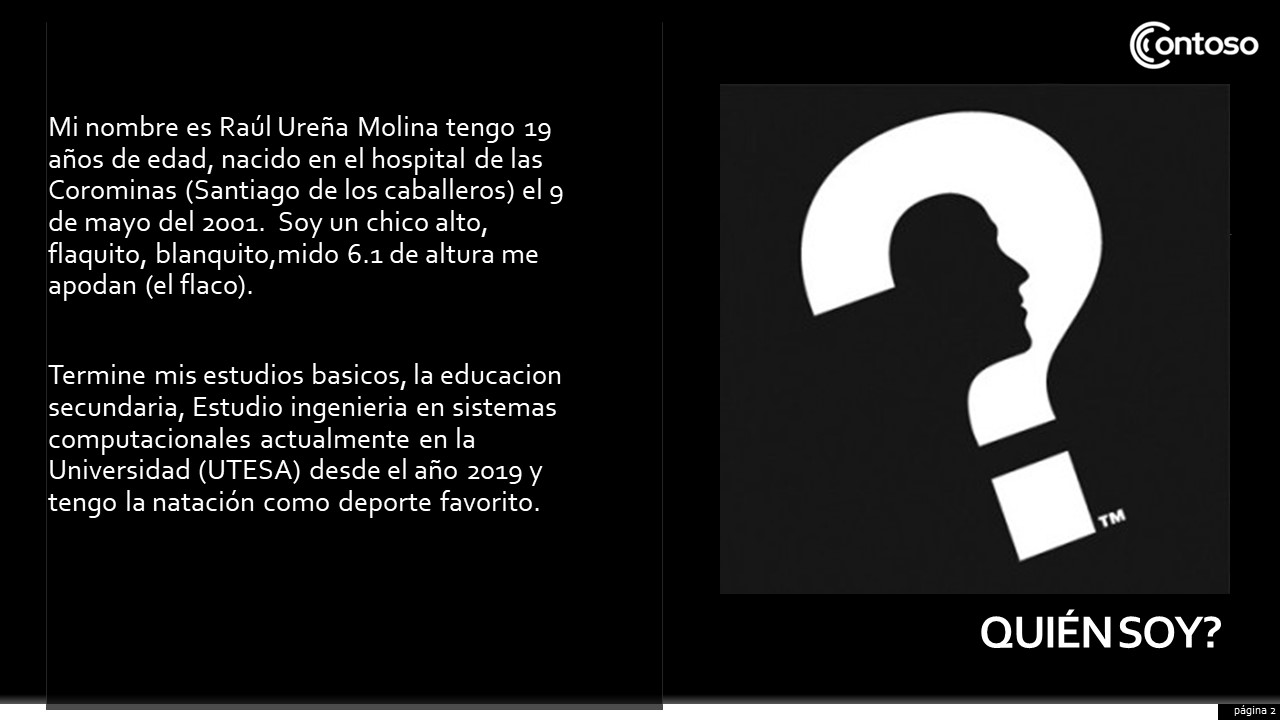 Contoso
Mi nombre es Raúl Ureña Molina tengo 19
años de edad, nacido en el hospital de las
Corominas (Santiago de los caballeros) el 9
de mayo del 2001.  Soy un chico alto,
flaquito, blanquito,mido 6.1 de altura me
apodan (el flaco).
Termine mis estudios basicos, la educacion
secundaria, Estudio ingenieria en sistemas
computacionales actualmente en la
Universidad (UTESA) desde el año 2019 y
tengo la natación como deporte favorito.
TM
QUIÉN SOY?
página 2